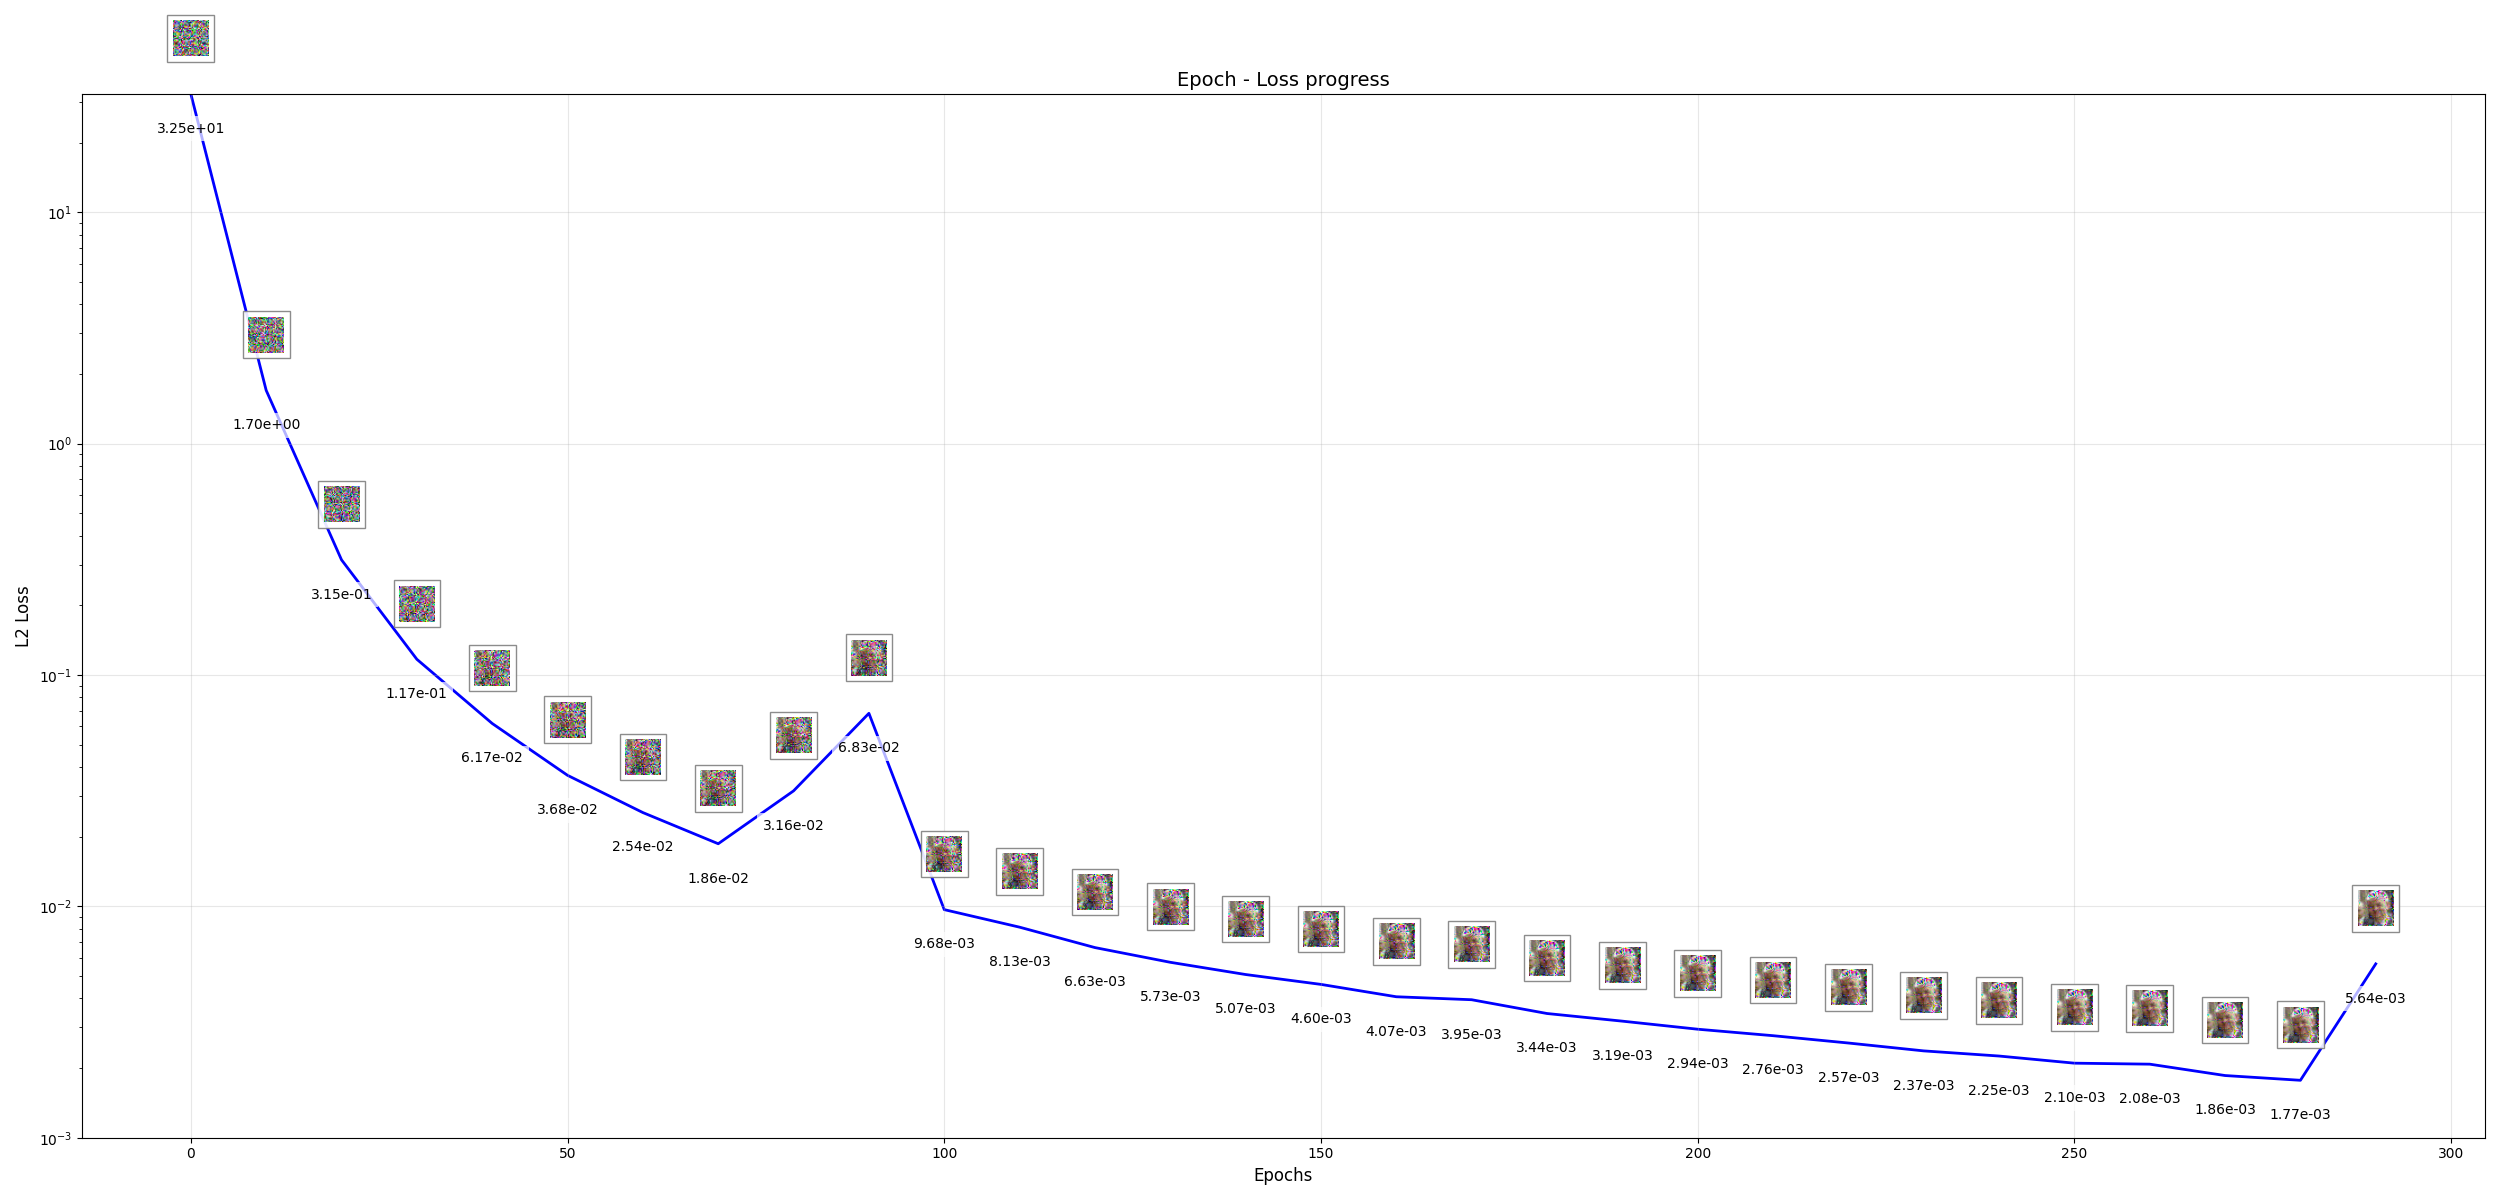 Epoch - Loss progress
L2 Loss
10¹
10⁰
10⁻¹
10⁻²
10⁻³
3.25e+01
1.70e+00
3.15e-01
1.17e-01
6.17e-02
3.68e-02
2.54e-02
1.86e-02
3.16e-02
6.83e-02
9.68e-03
8.13e-03
6.63e-03
5.73e-03
5.07e-03
4.60e-03
4.07e-03
3.95e-03
3.44e-03
3.19e-03
2.94e-03
2.76e-03
2.57e-03
2.37e-03
2.25e-03
2.10e-03
2.08e-03
1.86e-03
1.77e-03
5.64e-03
0 50 100 150 200 250 300
Epochs